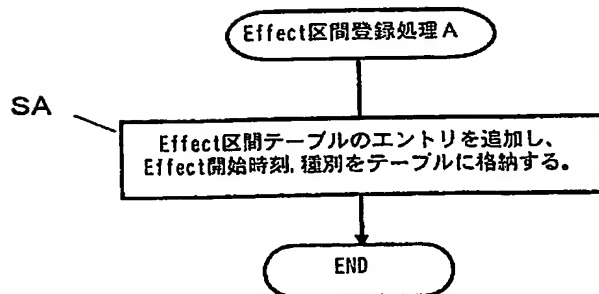 Effect区間登録処理A
SA
Effect区間テーブルのエントリを追加し、
Effect開始時刻,種別をテーブルに格納する。
END